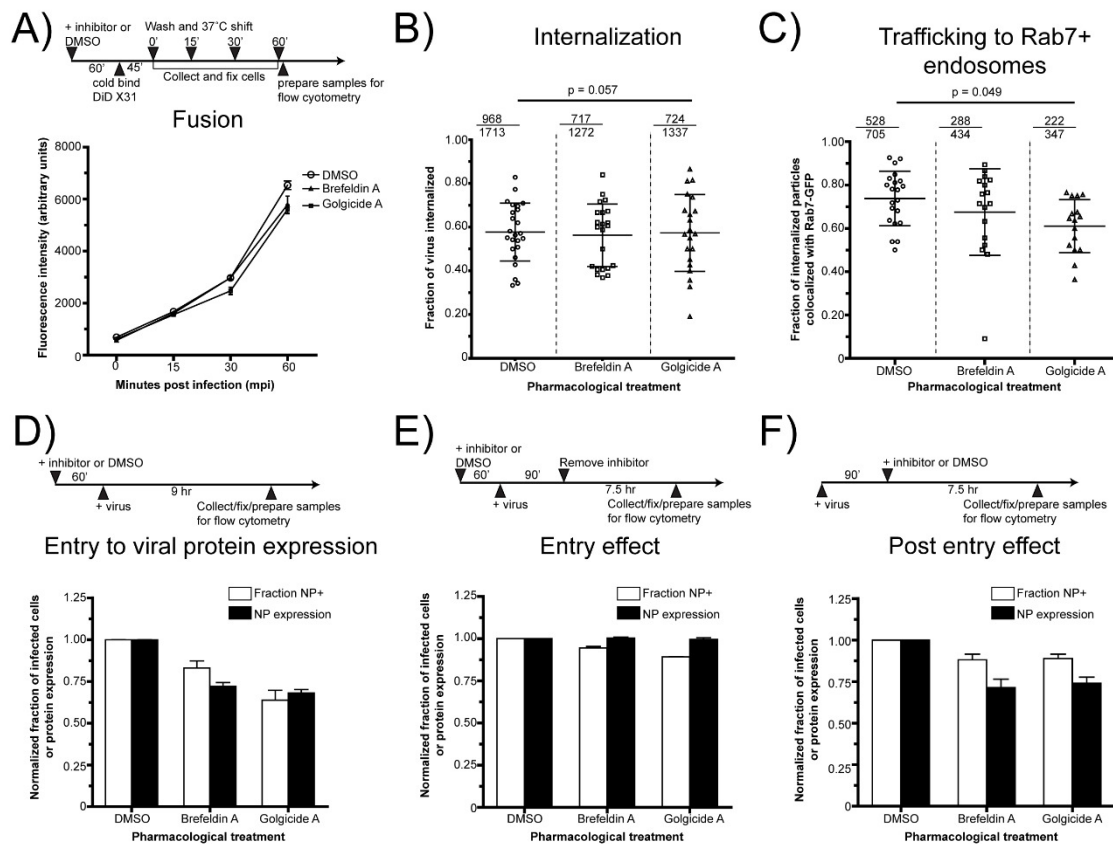 A)
+ inhibitor or
DMSO
Wash and 37˚C shift
0' 15' 30' 60'
60' 45'
Collect and fix cells
cold bind
DiD X31
prepare samples for
flow cyotometry
Fusion
Fluorescence intensity (arbitrary units)
8000
6000
4000
2000
0
DMSO
Brefeldin A
Golgicide A
0 15 30 60
Minutes post infection (mpi)
B)
Internalization
p = 0.057
968
1713
717
1272
724
1337
Fraction of virus internalized
1.00
0.80
0.60
0.40
0.20
0.00
DMSO Brefeldin A Golgicide A
Pharmacological treatment
C)
Trafficking to Rab7+
endosomes
p = 0.049
528
705
288
434
222
347
Fraction of internalized particles
colocalized with Rab7-GFP
1.00
0.80
0.60
0.40
0.20
0.00
DMSO Brefeldin A Golgicide A
Pharmacological treatment
D)
+ inhibitor or DMSO
60'
9 hr
+ virus
Collect/fix/prepare samples
for flow cytometry
Entry to viral protein expression
Fraction NP+
NP expression
Normalized fraction of infected cells
or protein expression
1.25
1.00
0.75
0.50
0.25
0
DMSO Brefeldin A Golgicide A
Pharmacological treatment
E)
+ inhibitor or
DMSO
Remove inhibitor
60' 90'
7.5 hr
+ virus
Collect/fix/prepare samples
for flow cytometry
Entry effect
Fraction NP+
NP expression
Normalized fraction of infected cells
or protein expression
1.25
1.00
0.75
0.50
0.25
0
DMSO Brefeldin A Golgicide A
Pharmacological treatment
F)
+ inhibitor or DMSO
90'
7.5 hr
+ virus
Collect/fix/prepare samples
for flow cytometry
Post entry effect
Fraction NP+
NP expression
Normalized fraction of infected cells
or protein expression
1.25
1.00
0.75
0.50
0.25
0
DMSO Brefeldin A Golgicide A
Pharmacological treatment